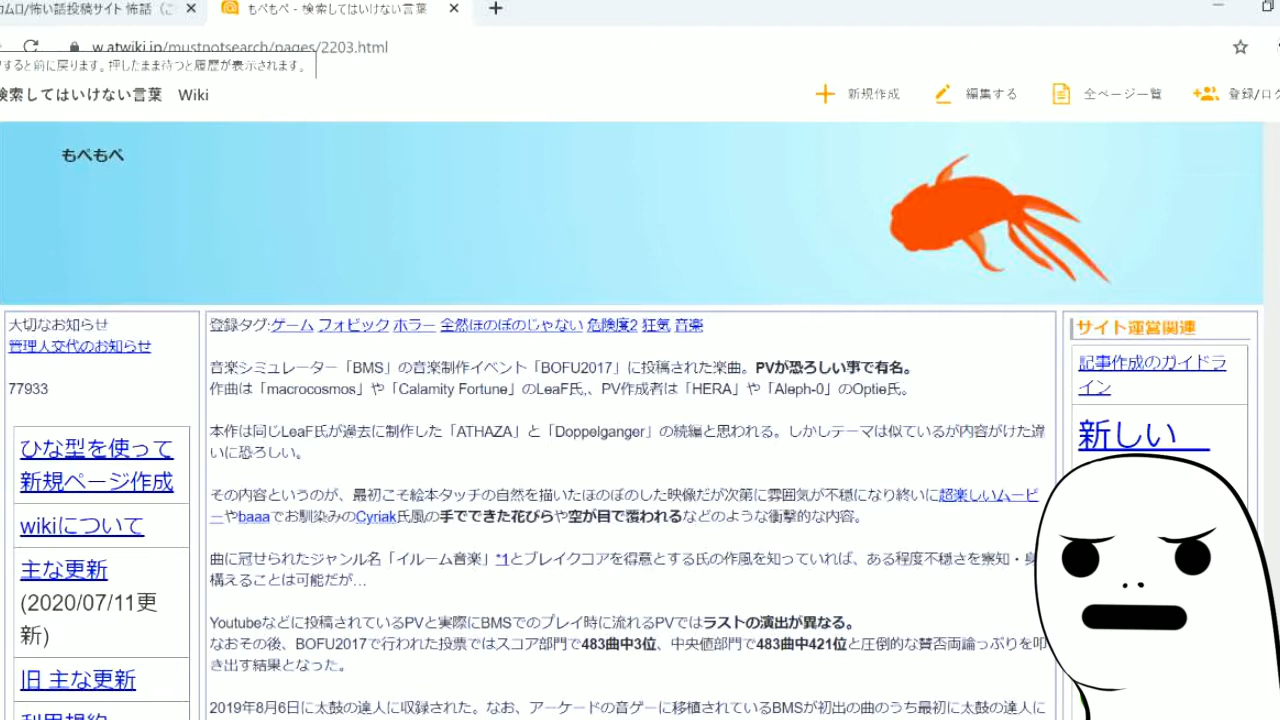 カムロ/怖い話投稿サイト 怖話（こ
もぺもぺ - 検索してはいけない言葉
w.atwiki.jp/mustnotsearch/pages/2203.html
すると前に戻ります。押したまま待つと履歴が表示されます。
検索してはいけない言葉 Wiki
新規作成
編集する
全ページ一覧
登録/ログ
もぺもぺ
大切なお知らせ
管理人交代のお知らせ
77933
ひな型を使って
新規ページ作成
wikiについて
主な更新
(2020/07/11更
新)
旧 主な更新
利用規約
登録タグ:ゲーム フォビック ホラー 全然ほのぼのじゃない 危険度2 狂気 音楽
音楽シミュレーター「BMS」の音楽制作イベント「BOFU2017」に投稿された楽曲。PVが恐ろしい事で有名。
作曲は「macrocosmos」や「Calamity Fortune」のLeaF氏,、PV作成者は「HERA」や「Aleph-0」のOptie氏。
本作は同じLeaF氏が過去に制作した「ATHAZA」と「Doppelganger」の続編と思われる。しかしテーマは似ているが内容がけた違
いに恐ろしい。
その内容というのが、最初こそ絵本タッチの自然を描いたほのぼのした映像だが次第に雰囲気が不穏になり終いに超楽しいムービ
ーやbaaaでお馴染みのCyriak氏風の手でできた花びらや空が目で覆われるなどのような衝撃的な内容。
曲に冠せられたジャンル名「イルーム音楽」*1とブレイクコアを得意とする氏の作風を知っていれば、ある程度不穏さを察知・身
構えることは可能だが…
Youtubeなどに投稿されているPVと実際にBMSでのプレイ時に流れるPVではラストの演出が異なる。
なおその後、BOFU2017で行われた投票ではスコア部門で483曲中3位、中央値部門で483曲中421位と圧倒的な賛否両論っぷりを叩
き出す結果となった。
2019年8月6日に太鼓の達人に収録された。なお、アーケードの音ゲーに移植されているBMSが初出の曲のうち最初に太鼓の達人に
サイト運営関連
記事作成のガイドラ
イン
新しい